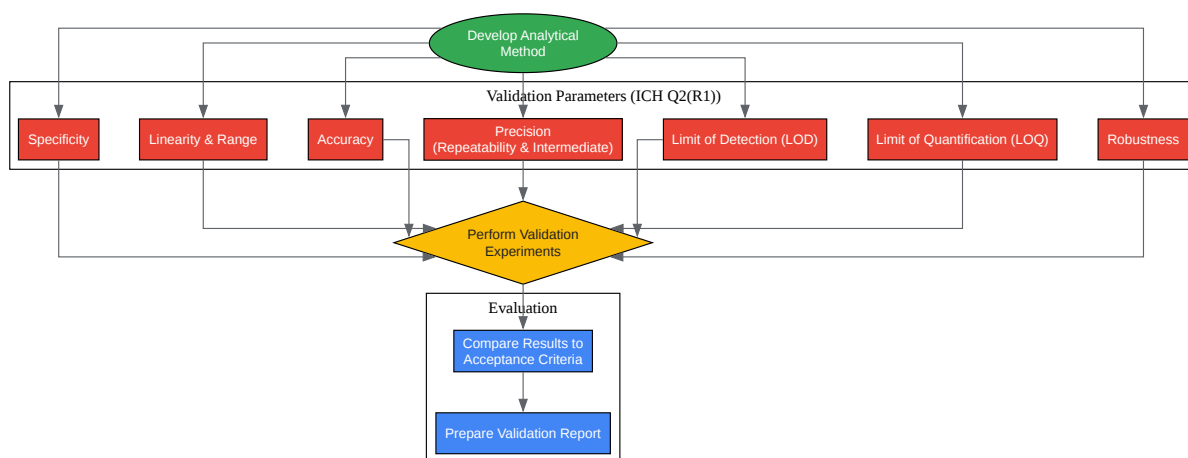 Develop Analytical
Method
Validation Parameters (ICH Q2(R1))
Specificity
Linearity & Range
Accuracy
Precision
(Repeatability & Intermediate)
Limit of Detection (LOD)
Limit of Quantification (LOQ)
Robustness
Perform Validation
Experiments
Evaluation
Compare Results to
Acceptance Criteria
Prepare Validation Report